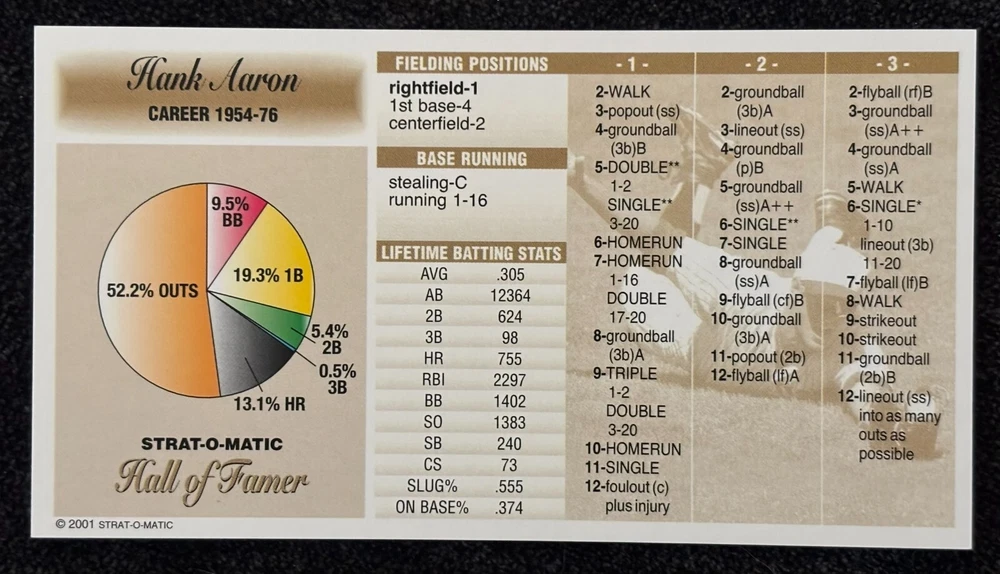 Hank Aaron
CAREER 1954-76
9.5%
BB
19.3% 1B
52.2% OUTS
5.4%
2B
0.5%
3B
13.1% HR
STRAT-O-MATIC
Hall of Famer
© 2001 STRAT-O-MATIC
FIELDING POSITIONS
rightfield-1
1st base-4
centerfield-2
BASE RUNNING
stealing-C
running 1-16
LIFETIME BATTING STATS
AVG .305
AB 12364
2B 624
3B 98
HR 755
RBI 2297
BB 1402
SO 1383
SB 240
CS 73
SLUG% .555
ON BASE% .374
- 1 -
2-WALK
3-popout (ss)
4-groundball
(3b)B
5-DOUBLE**
1-2
SINGLE**
3-20
6-HOMERUN
7-HOMERUN
1-16
DOUBLE
17-20
8-groundball
(3b)A
9-TRIPLE
1-2
DOUBLE
3-20
10-HOMERUN
11-SINGLE
12-foulout (c)
plus injury
- 2 -
2-groundball
(3b)A
3-lineout (ss)
4-groundball
(p)B
5-groundball
(ss)A++
6-SINGLE**
7-SINGLE
8-groundball
(ss)A
9-flyball (cf)B
10-groundball
(3b)A
11-popout (2b)
12-flyball (lf)A
- 3 -
2-flyball (rf)B
3-groundball
(ss)A++
4-groundball
(ss)A
5-WALK
6-SINGLE*
1-10
lineout (3b)
11-20
7-flyball (lf)B
8-WALK
9-strikeout
10-strikeout
11-groundball
(2b)B
12-lineout (ss)
into as many
outs as
possible